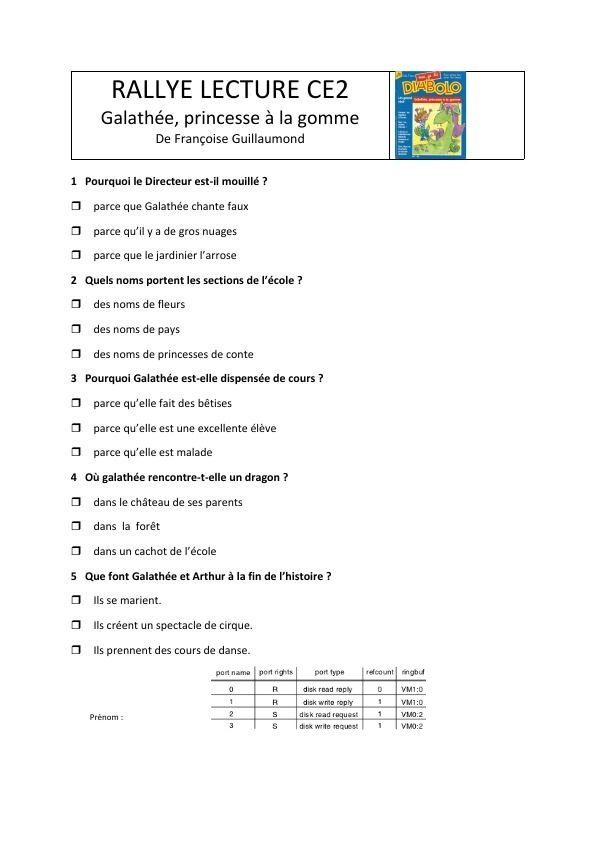 RALLYE LECTURE CE2
Galathée, princesse à la gomme
De Françoise Guillaumond
DIABOLO
Galathée, princesse à la gomme
1 Pourquoi le Directeur est-il mouillé ?
❒ parce que Galathée chante faux
❒ parce qu’il y a de gros nuages
❒ parce que le jardinier l’arrose
2 Quels noms portent les sections de l’école ?
❒ des noms de fleurs
❒ des noms de pays
❒ des noms de princesses de conte
3 Pourquoi Galathée est-elle dispensée de cours ?
❒ parce qu’elle fait des bêtises
❒ parce qu’elle est une excellente élève
❒ parce qu’elle est malade
4 Où galathée rencontre-t-elle un dragon ?
❒ dans le château de ses parents
❒ dans la forêt
❒ dans un cachot de l’école
5 Que font Galathée et Arthur à la fin de l’histoire ?
❒ Ils se marient.
❒ Ils créent un spectacle de cirque.
❒ Ils prennent des cours de danse.
port name port rights port type refcount ringbuf
0 R disk read reply 0 VM1:0
1 R disk write reply 1 VM1:0
2 S disk read request 1 VM0:2
3 S disk write request 1 VM0:2
Prénom :